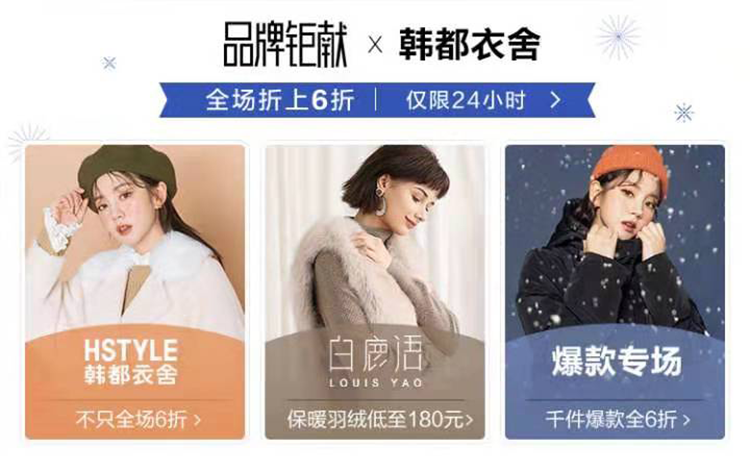 品牌钜献 × 韩都衣舍
全场折上6折 | 仅限24小时 >
HSTYLE
韩都衣舍
不只全场6折 >
白鹿语
LOUIS YAO
保暖羽绒低至180元>
爆款专场
千件爆款全6折 >